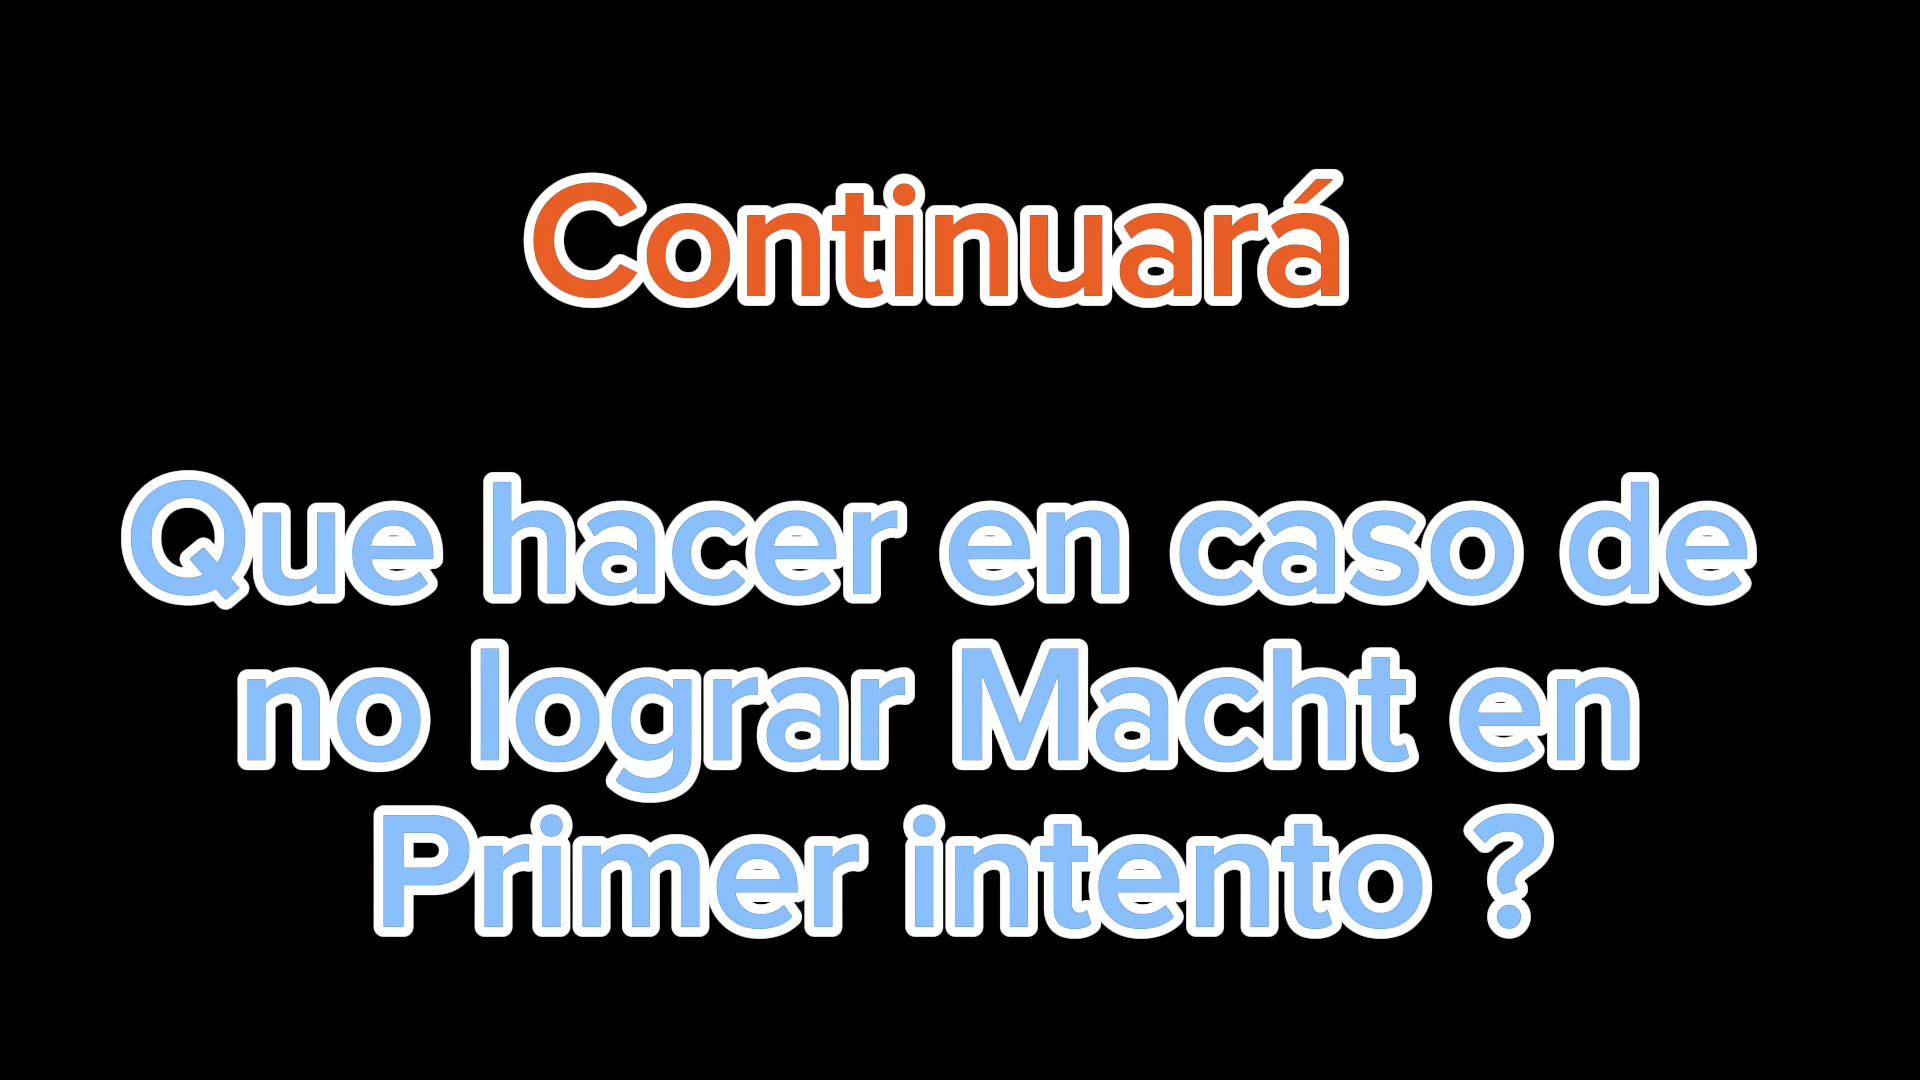 Continuará
Que hacer en caso de
no lograr Macht en
Primer intento ?